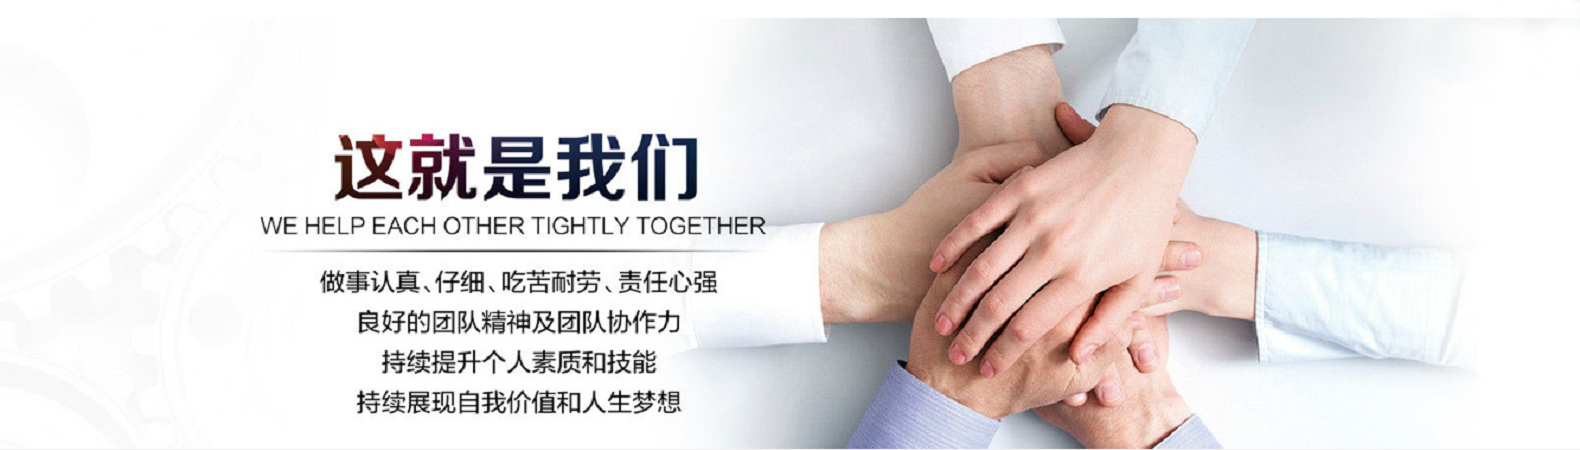 这就是我们
WE HELP EACH OTHER TIGHTLY TOGETHER
做事认真、仔细、吃苦耐劳、责任心强
良好的团队精神及团队协作力
持续提升个人素质和技能
持续展现自我价值和人生梦想